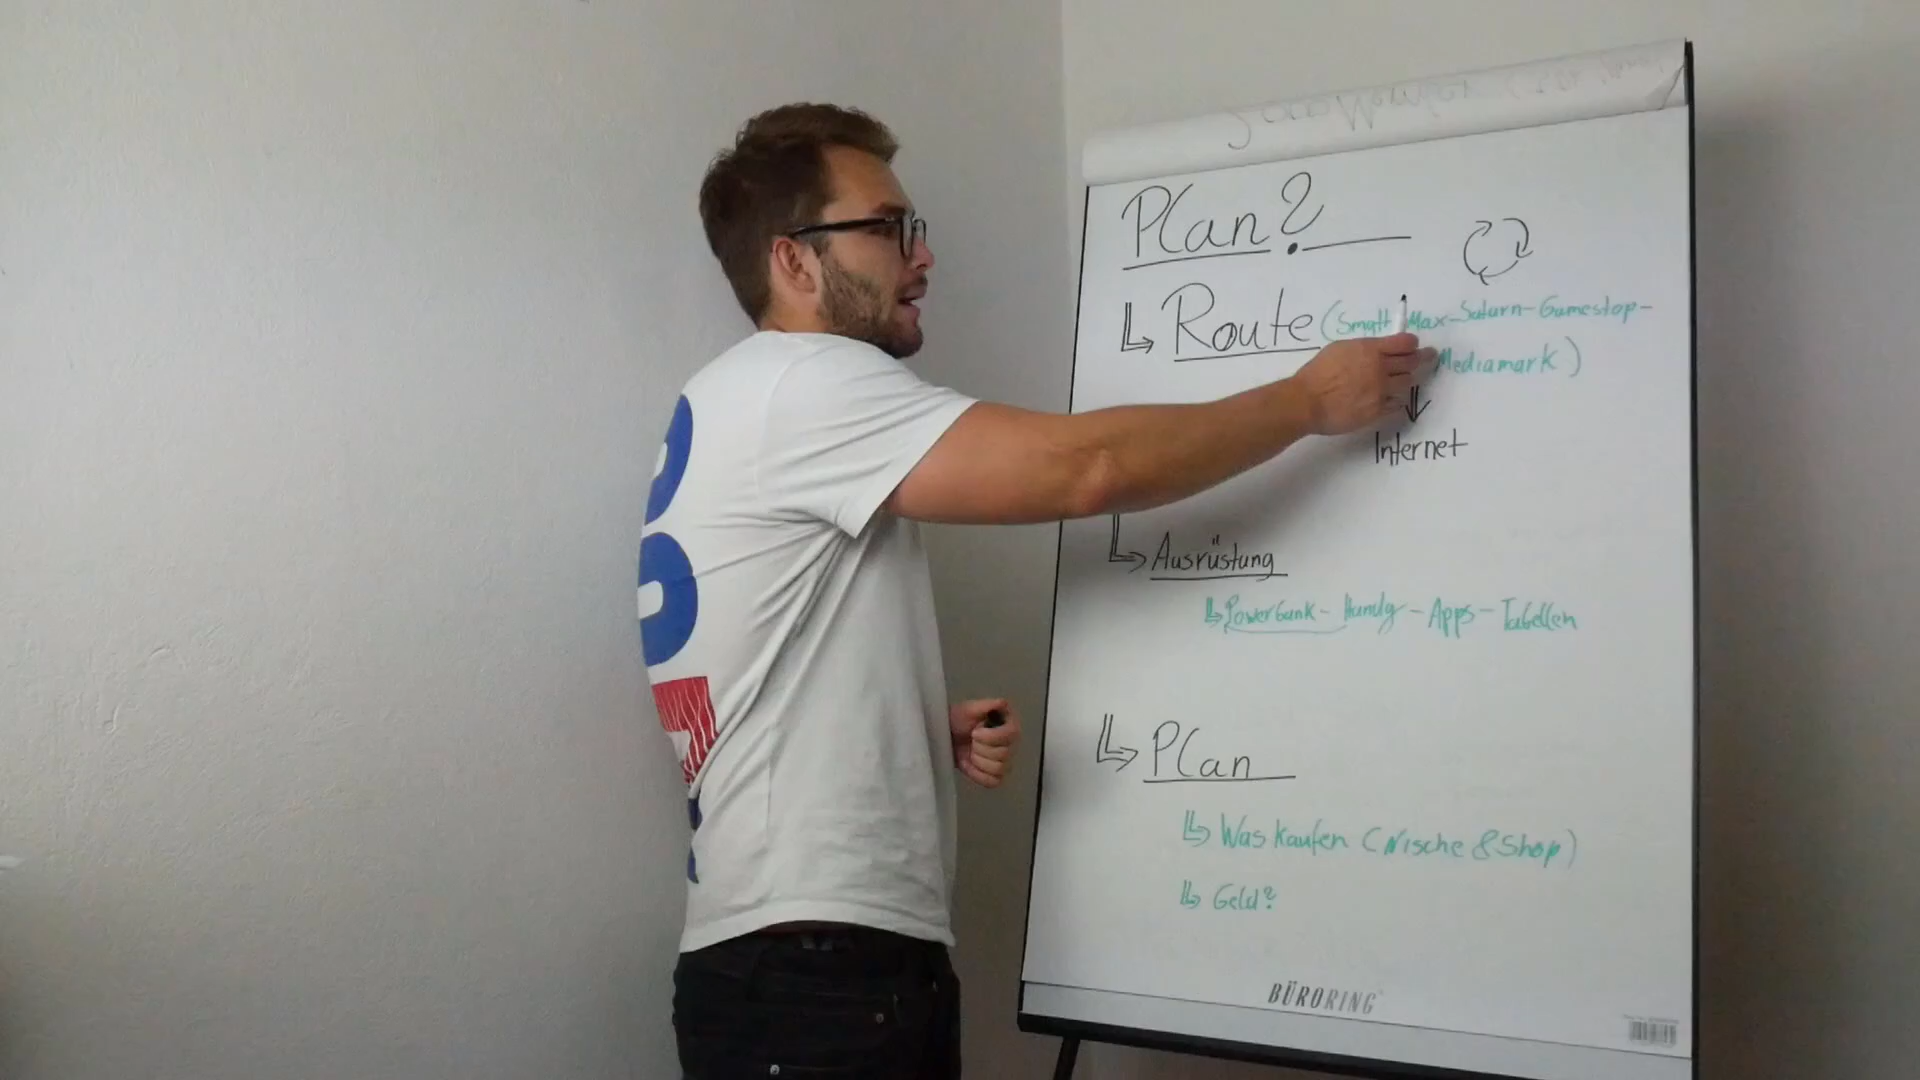 Plan?
Route (Smytt Max-Saturn-Gamestop-
Mediamark)
Internet
Ausrüstung
Powerbank - Handy - Apps - Tabellen
Plan
Was kaufen (Nische & Shop)
Geld?
BÜRORING